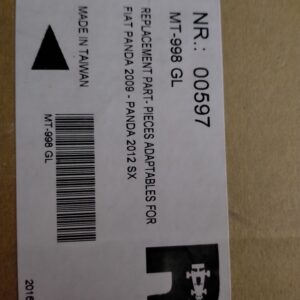 NR.: 00597
MT-998 GL
REPLACEMENT PART- PIECES ADAPTABLES FOR
FIAT PANDA 2009 - PANDA 2012 SX
MADE IN TAIWAN
MT-998 GL
2016